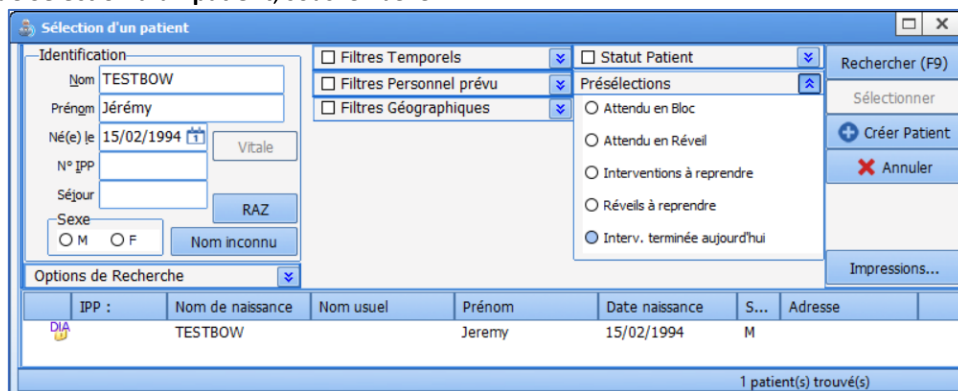 Sélection d'un patient
Identification
Nom TESTBOW
Prénom Jérémy
Né(e) le 15/02/1994
Vitale
N° IPP
Séjour
RAZ
Sexe
M F
Nom inconnu
Options de Recherche
Filtres Temporels
Filtres Personnel prévu
Filtres Géographiques
Statut Patient
Présélections
Attendu en Bloc
Attendu en Réveil
Interventions à reprendre
Réveils à reprendre
Interv. terminée aujourd'hui
Rechercher (F9)
Sélectionner
Créer Patient
Annuler
Impressions...
IPP : Nom de naissance Nom usuel Prénom Date naissance S... Adresse
DIA TESTBOW Jeremy 15/02/1994 M
1 patient(s) trouvé(s)